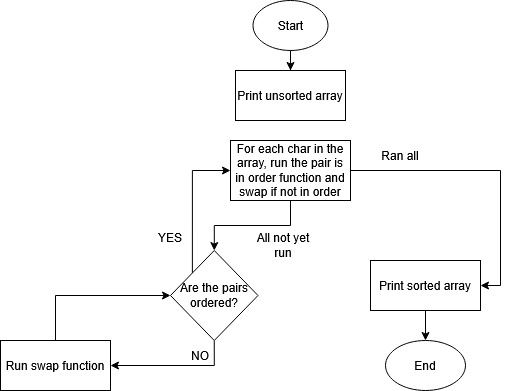 Start
Print unsorted array
For each char in the
array, run the pair is
in order function and
swap if not in order
Ran all
YES
All not yet
run
Are the pairs
ordered?
Print sorted array
NO
Run swap function
End